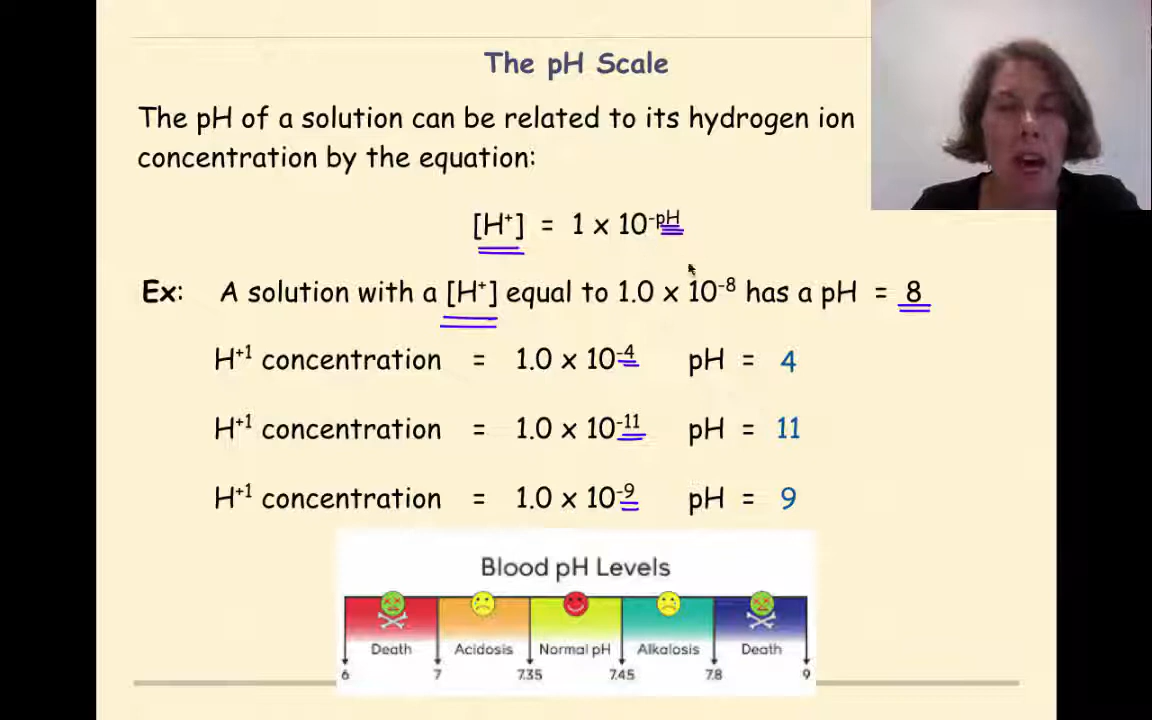 The pH Scale
The pH of a solution can be related to its hydrogen ion
concentration by the equation:
[H⁺] = 1 x 10⁻ᵖᴴ
Ex: A solution with a [H⁺] equal to 1.0 x 10⁻⁸ has a pH = 8
H⁺¹ concentration = 1.0 x 10⁻⁴ pH = 4
H⁺¹ concentration = 1.0 x 10⁻¹¹ pH = 11
H⁺¹ concentration = 1.0 x 10⁻⁹ pH = 9
Blood pH Levels
Death Acidosis Normal pH Alkalosis Death
6 7 7.35 7.45 7.8 9